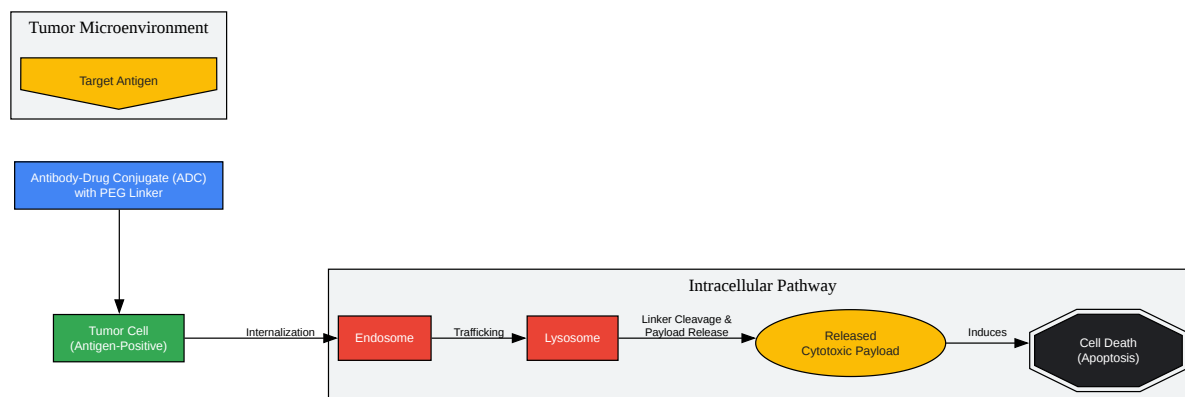 Tumor Microenvironment
Target Antigen
Antibody-Drug Conjugate (ADC)
with PEG Linker
Tumor Cell
(Antigen-Positive)
Internalization
Intracellular Pathway
Endosome
Trafficking
Lysosome
Linker Cleavage &
Payload Release
Released
Cytotoxic Payload
Induces
Cell Death
(Apoptosis)